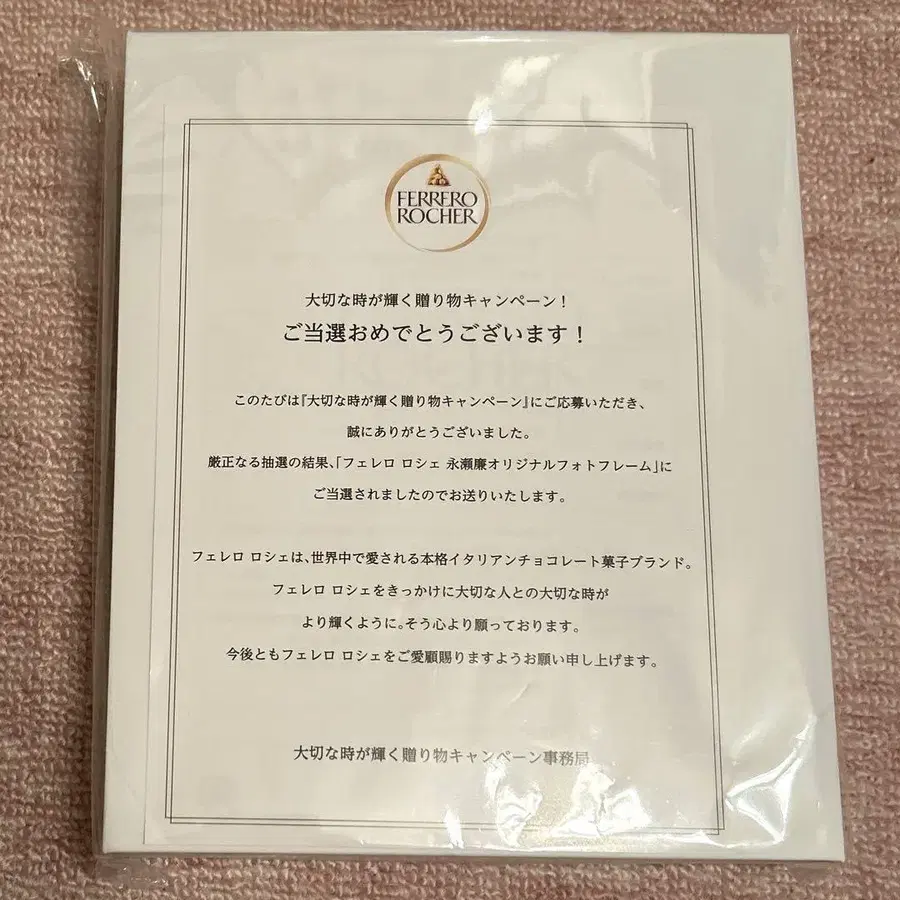 FERRERO
ROCHER
大切な時が輝く贈り物キャンペーン！
ご当選おめでとうございます！
このたびは『大切な時が輝く贈り物キャンペーン』にご応募いただき、
誠にありがとうございました。
厳正なる抽選の結果、「フェレロ ロシェ 永瀬廉オリジナルフォトフレーム」に
ご当選されましたのでお送りいたします。
フェレロ ロシェは、世界中で愛される本格イタリアンチョコレート菓子ブランド。
フェレロ ロシェをきっかけに大切な人との大切な時が
より輝くように。そう心より願っております。
今後ともフェレロ ロシェをご愛顧賜りますようお願い申し上げます。
大切な時が輝く贈り物キャンペーン事務局